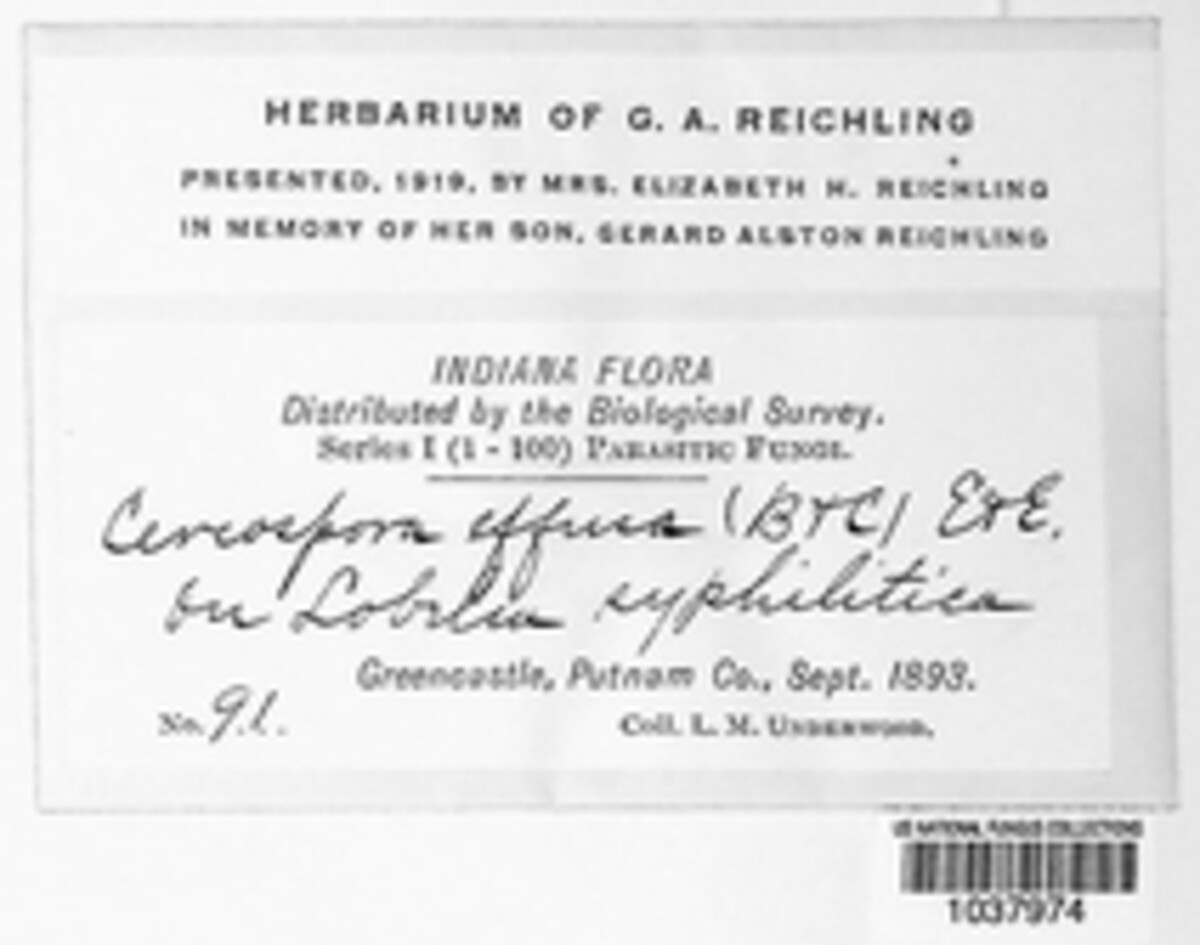 HERBARIUM OF G. A. REICHLING
PRESENTED, 1919, BY MRS. ELIZABETH H. REICHLING
IN MEMORY OF HER SON, GERARD ALSTON REICHLING
INDIANA FLORA
Distributed by the Biological Survey.
Series I (1 - 100) PARASITIC FUNGI.
Cercospora effusa (B+C) E+E.
on Lobelia syphilitica
Greencastle, Putnam Co., Sept. 1893.
No. 91. Coll. L. M. UNDERWOOD.
US NATIONAL FUNGUS COLLECTIONS
1037974